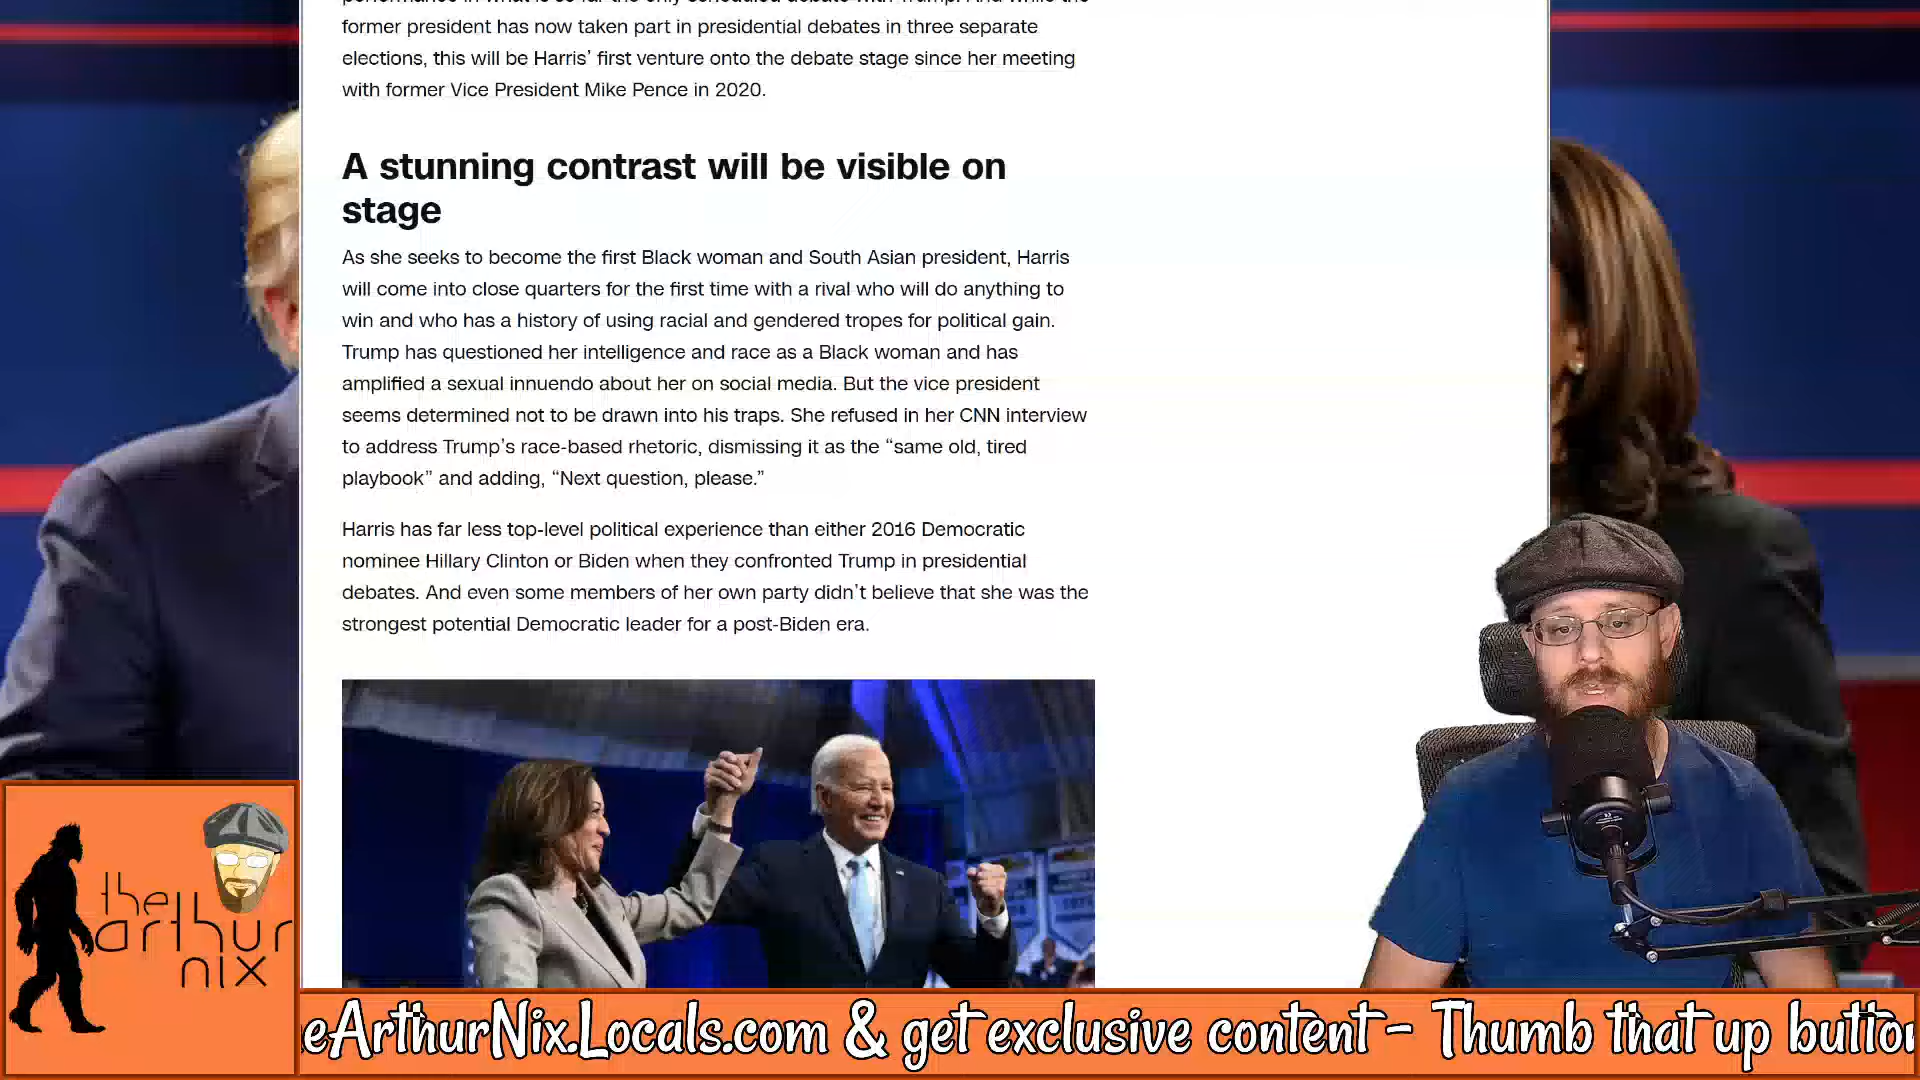 former president has now taken part in presidential debates in three separate
elections, this will be Harris’ first venture onto the debate stage since her meeting
with former Vice President Mike Pence in 2020.
A stunning contrast will be visible on
stage
As she seeks to become the first Black woman and South Asian president, Harris
will come into close quarters for the first time with a rival who will do anything to
win and who has a history of using racial and gendered tropes for political gain.
Trump has questioned her intelligence and race as a Black woman and has
amplified a sexual innuendo about her on social media. But the vice president
seems determined not to be drawn into his traps. She refused in her CNN interview
to address Trump’s race-based rhetoric, dismissing it as the “same old, tired
playbook” and adding, “Next question, please.”
Harris has far less top-level political experience than either 2016 Democratic
nominee Hillary Clinton or Biden when they confronted Trump in presidential
debates. And even some members of her own party didn’t believe that she was the
strongest potential Democratic leader for a post-Biden era.
the
arthur
nix
eArthurNix.Locals.com & get exclusive content - Thumb that up button